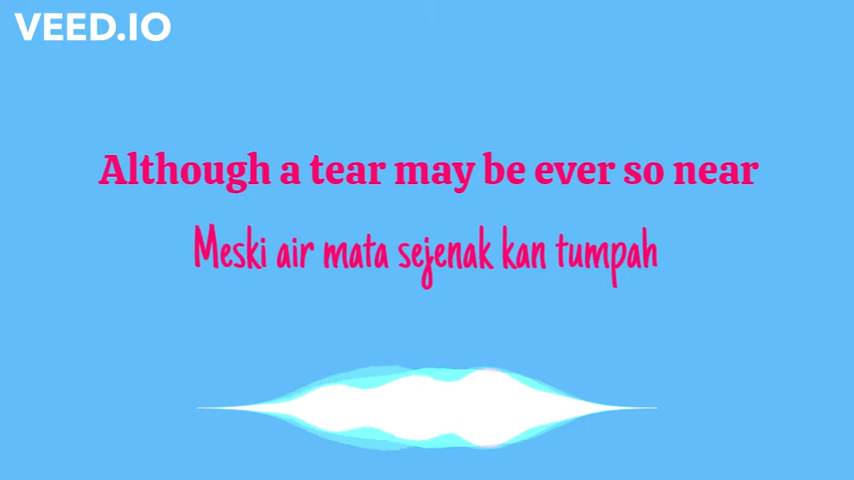 VEED.IO
Although a tear may be ever so near
Meski air mata sejenak kan tumpah